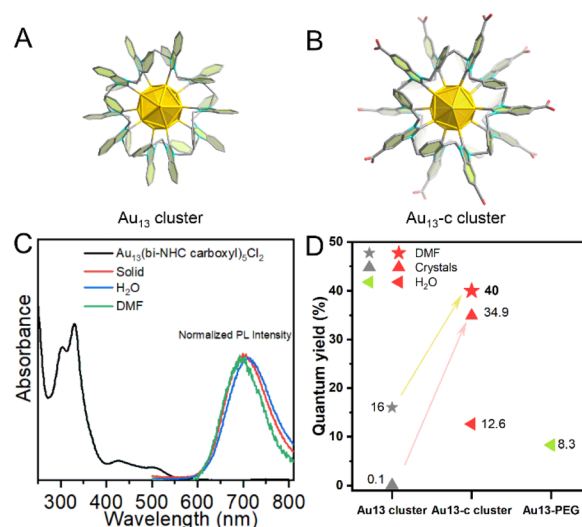 A
B
Au₁₃ cluster
Au₁₃-c cluster
C
Au₁₃(bi-NHC carboxyl)₅Cl₂
Solid
H₂O
DMF
Normalized PL Intensity
Absorbance
300 400 500 600 700 800
Wavelength (nm)
D
DMF
Crystals
H₂O
Quantum yield (%)
50
40
30
20
10
0
40
34.9
16
12.6
8.3
0.1
Au13 cluster Au13-c cluster Au13-PEG